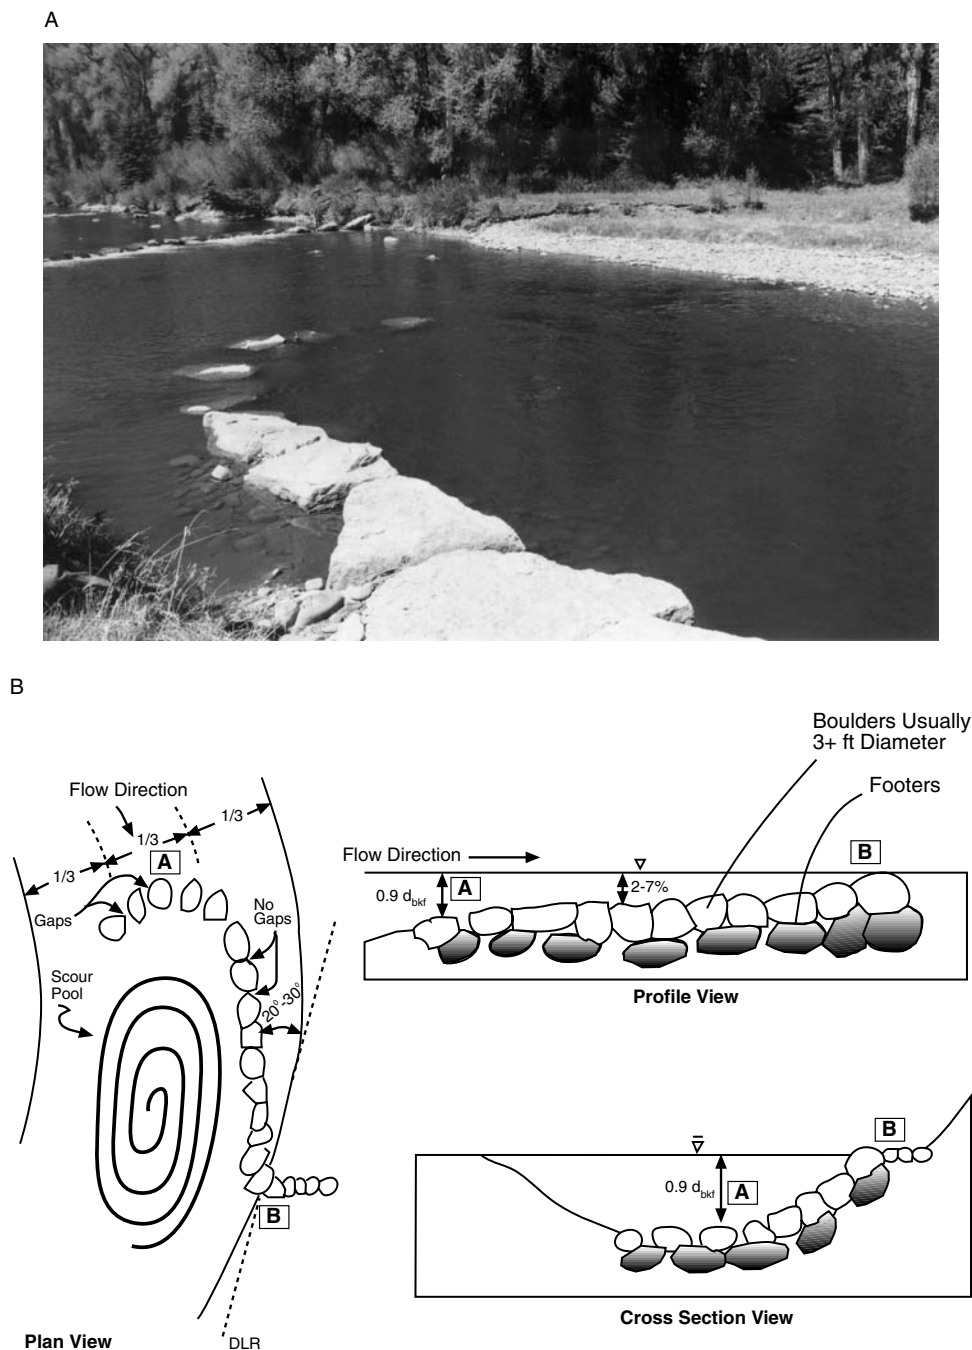 A
B
Boulders Usually
3+ ft Diameter
Footers
Flow Direction
1/3
1/3
1/3
A
Gaps
No
Gaps
Scour
Pool
20°-30°
B
DLR
Plan View
Flow Direction
B
0.9 dbkf
A
2-7%
Profile View
B
0.9 dbkf
A
Cross Section View